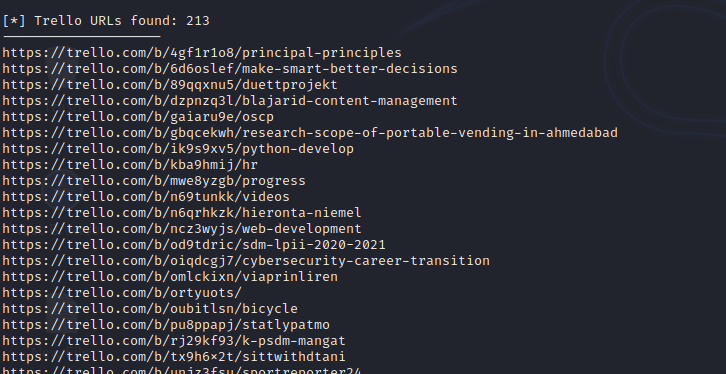 [*] Trello URLs found: 213
https://trello.com/b/4gf1r1o8/principal-principles
https://trello.com/b/6d6oslef/make-smart-better-decisions
https://trello.com/b/89qqxnu5/duettprojekt
https://trello.com/b/dzpnzq3l/blajarid-content-management
https://trello.com/b/gaiaru9e/oscp
https://trello.com/b/gbqcekwh/research-scope-of-portable-vending-in-ahmedabad
https://trello.com/b/ik9s9xv5/python-develop
https://trello.com/b/kba9hmij/hr
https://trello.com/b/mwe8yzgb/progress
https://trello.com/b/n69tunkk/videos
https://trello.com/b/n6qrhkzk/hieronta-niemel
https://trello.com/b/ncz3wyjs/web-development
https://trello.com/b/od9tdric/sdm-lpii-2020-2021
https://trello.com/b/oiqdcgj7/cybersecurity-career-transition
https://trello.com/b/omlckixn/viaprinliren
https://trello.com/b/ortyuots/
https://trello.com/b/oubitlsn/bicycle
https://trello.com/b/pu8ppapj/statlypatmo
https://trello.com/b/rj29kf93/k-psdm-mangat
https://trello.com/b/tx9h6×2t/sittwithdtani
https://trello.com/b/unjz3fsu/sportreporter24